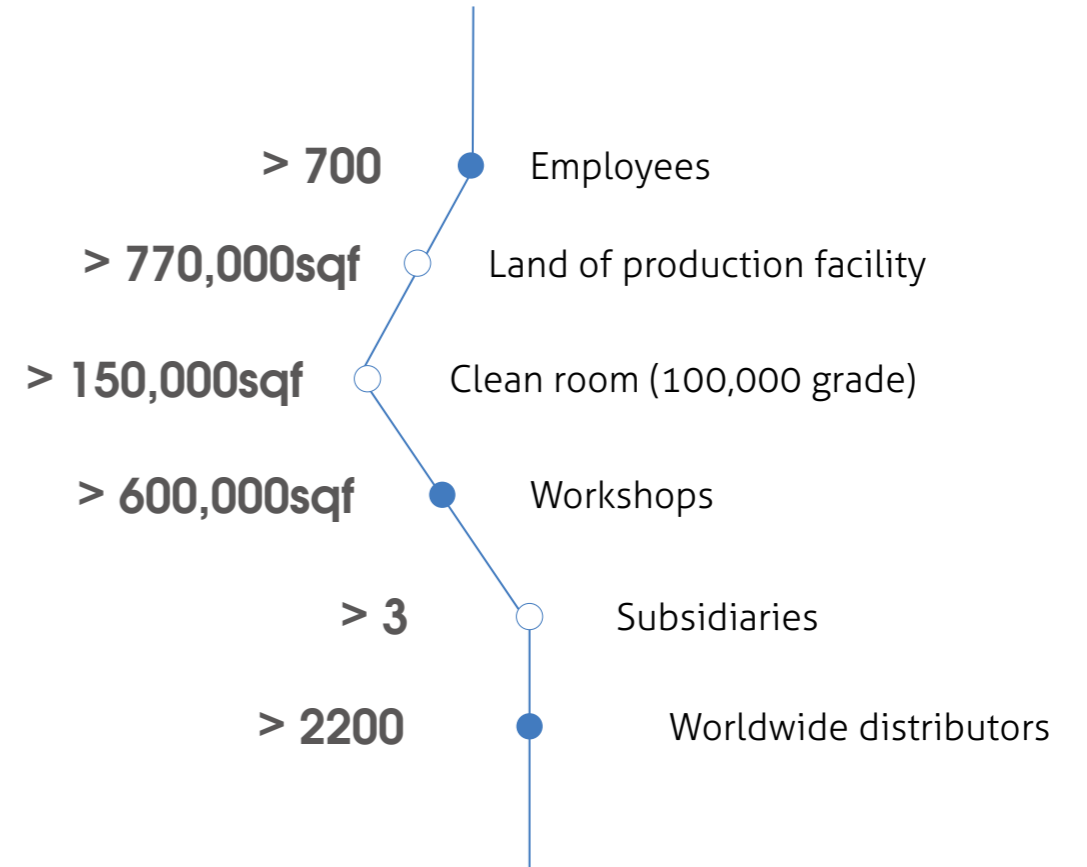 > 700 Employees
> 770,000sqf Land of production facility
> 150,000sqf Clean room (100,000 grade)
> 600,000sqf Workshops
> 3 Subsidiaries
> 2200 Worldwide distributors